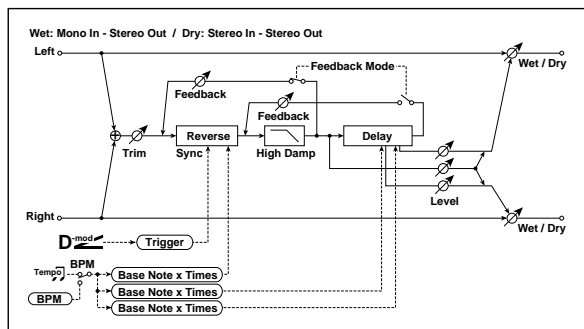 Wet: Mono In - Stereo Out / Dry: Stereo In - Stereo Out
Left
Wet / Dry
Feedback Mode
Feedback
Feedback
Reverse
Delay
Trim
Sync
High Damp
Level
Right
Wet / Dry
D-mod
Trigger
BPM
Tempo
Base Note x Times
BPM
Base Note x Times
Base Note x Times